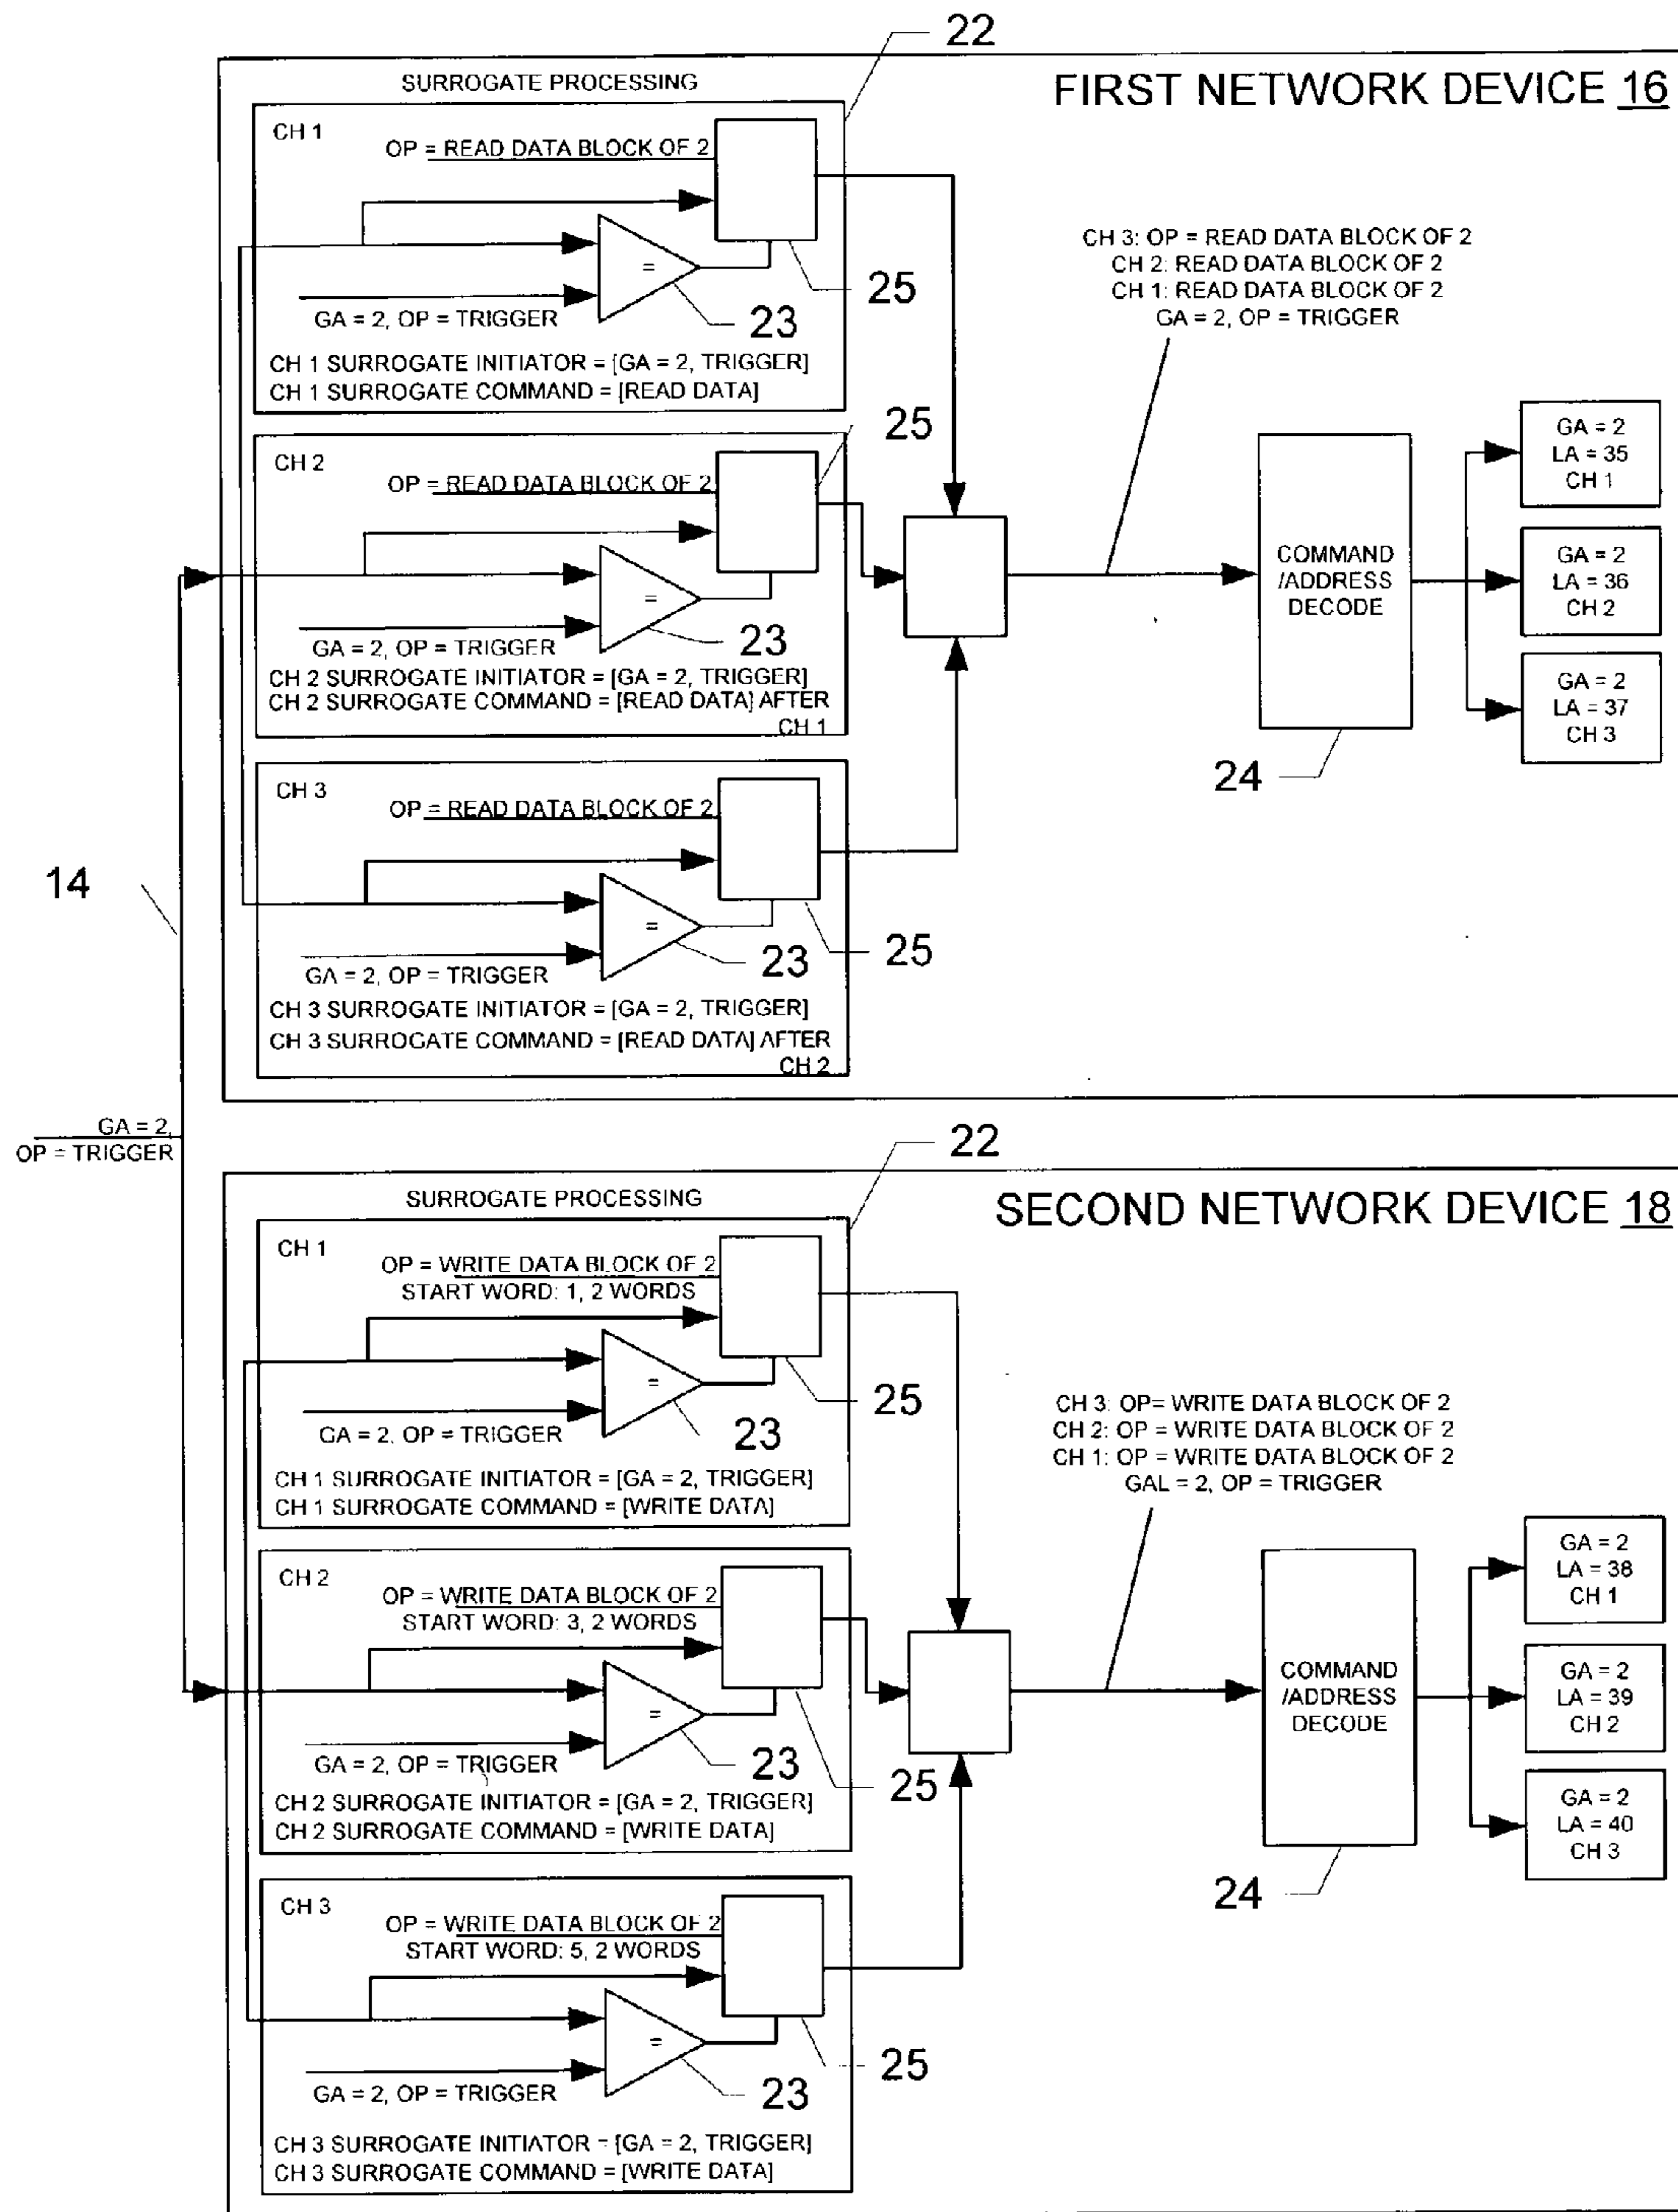 22
SURROGATE PROCESSING
FIRST NETWORK DEVICE 16
CH 1
OP = READ DATA BLOCK OF 2
=
25
23
GA = 2, OP = TRIGGER
CH 1 SURROGATE INITIATOR = [GA = 2, TRIGGER]
CH 1 SURROGATE COMMAND = [READ DATA]
CH 3: OP = READ DATA BLOCK OF 2
CH 2: READ DATA BLOCK OF 2
CH 1: READ DATA BLOCK OF 2
GA = 2, OP = TRIGGER
25
CH 2
OP = READ DATA BLOCK OF 2
=
23
GA = 2, OP = TRIGGER
CH 2 SURROGATE INITIATOR = [GA = 2, TRIGGER]
CH 2 SURROGATE COMMAND = [READ DATA] AFTER
CH 1
COMMAND
/ADDRESS
DECODE
24
GA = 2
LA = 35
CH 1
GA = 2
LA = 36
CH 2
GA = 2
LA = 37
CH 3
CH 3
OP = READ DATA BLOCK OF 2
=
25
23
GA = 2, OP = TRIGGER
CH 3 SURROGATE INITIATOR = [GA = 2, TRIGGER]
CH 3 SURROGATE COMMAND = [READ DATA] AFTER
CH 2
14
GA = 2,
OP = TRIGGER
22
SURROGATE PROCESSING
SECOND NETWORK DEVICE 18
CH 1
OP = WRITE DATA BLOCK OF 2
START WORD: 1, 2 WORDS
=
25
23
GA = 2, OP = TRIGGER
CH 1 SURROGATE INITIATOR = [GA = 2, TRIGGER]
CH 1 SURROGATE COMMAND = [WRITE DATA]
CH 3: OP= WRITE DATA BLOCK OF 2
CH 2: OP = WRITE DATA BLOCK OF 2
CH 1: OP = WRITE DATA BLOCK OF 2
GAL = 2, OP = TRIGGER
CH 2
OP = WRITE DATA BLOCK OF 2
START WORD: 3, 2 WORDS
=
23
25
GA = 2, OP = TRIGGER
CH 2 SURROGATE INITIATOR = [GA = 2, TRIGGER]
CH 2 SURROGATE COMMAND = [WRITE DATA]
COMMAND
/ADDRESS
DECODE
24
GA = 2
LA = 38
CH 1
GA = 2
LA = 39
CH 2
GA = 2
LA = 40
CH 3
CH 3
OP = WRITE DATA BLOCK OF 2
START WORD: 5, 2 WORDS
=
25
23
GA = 2, OP = TRIGGER
CH 3 SURROGATE INITIATOR = [GA = 2, TRIGGER]
CH 3 SURROGATE COMMAND = [WRITE DATA]